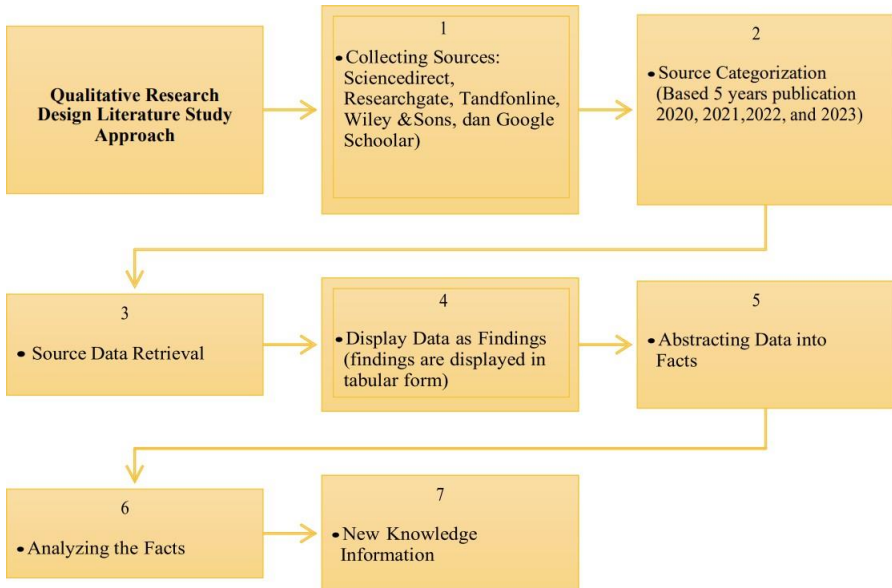 Qualitative Research
Design Literature Study
Approach
1
• Collecting Sources:
Sciencedirect,
Researchgate, Tandfonline,
Wiley &Sons, dan Google
Schoolar)
2
• Source Categorization
(Based 5 years publication
2020, 2021,2022, and 2023)
3
• Source Data Retrieval
4
• Display Data as Findings
(findings are displayed in
tabular form)
5
• Abstracting Data into
Facts
6
• Analyzing the Facts
7
• New Knowledge
Information